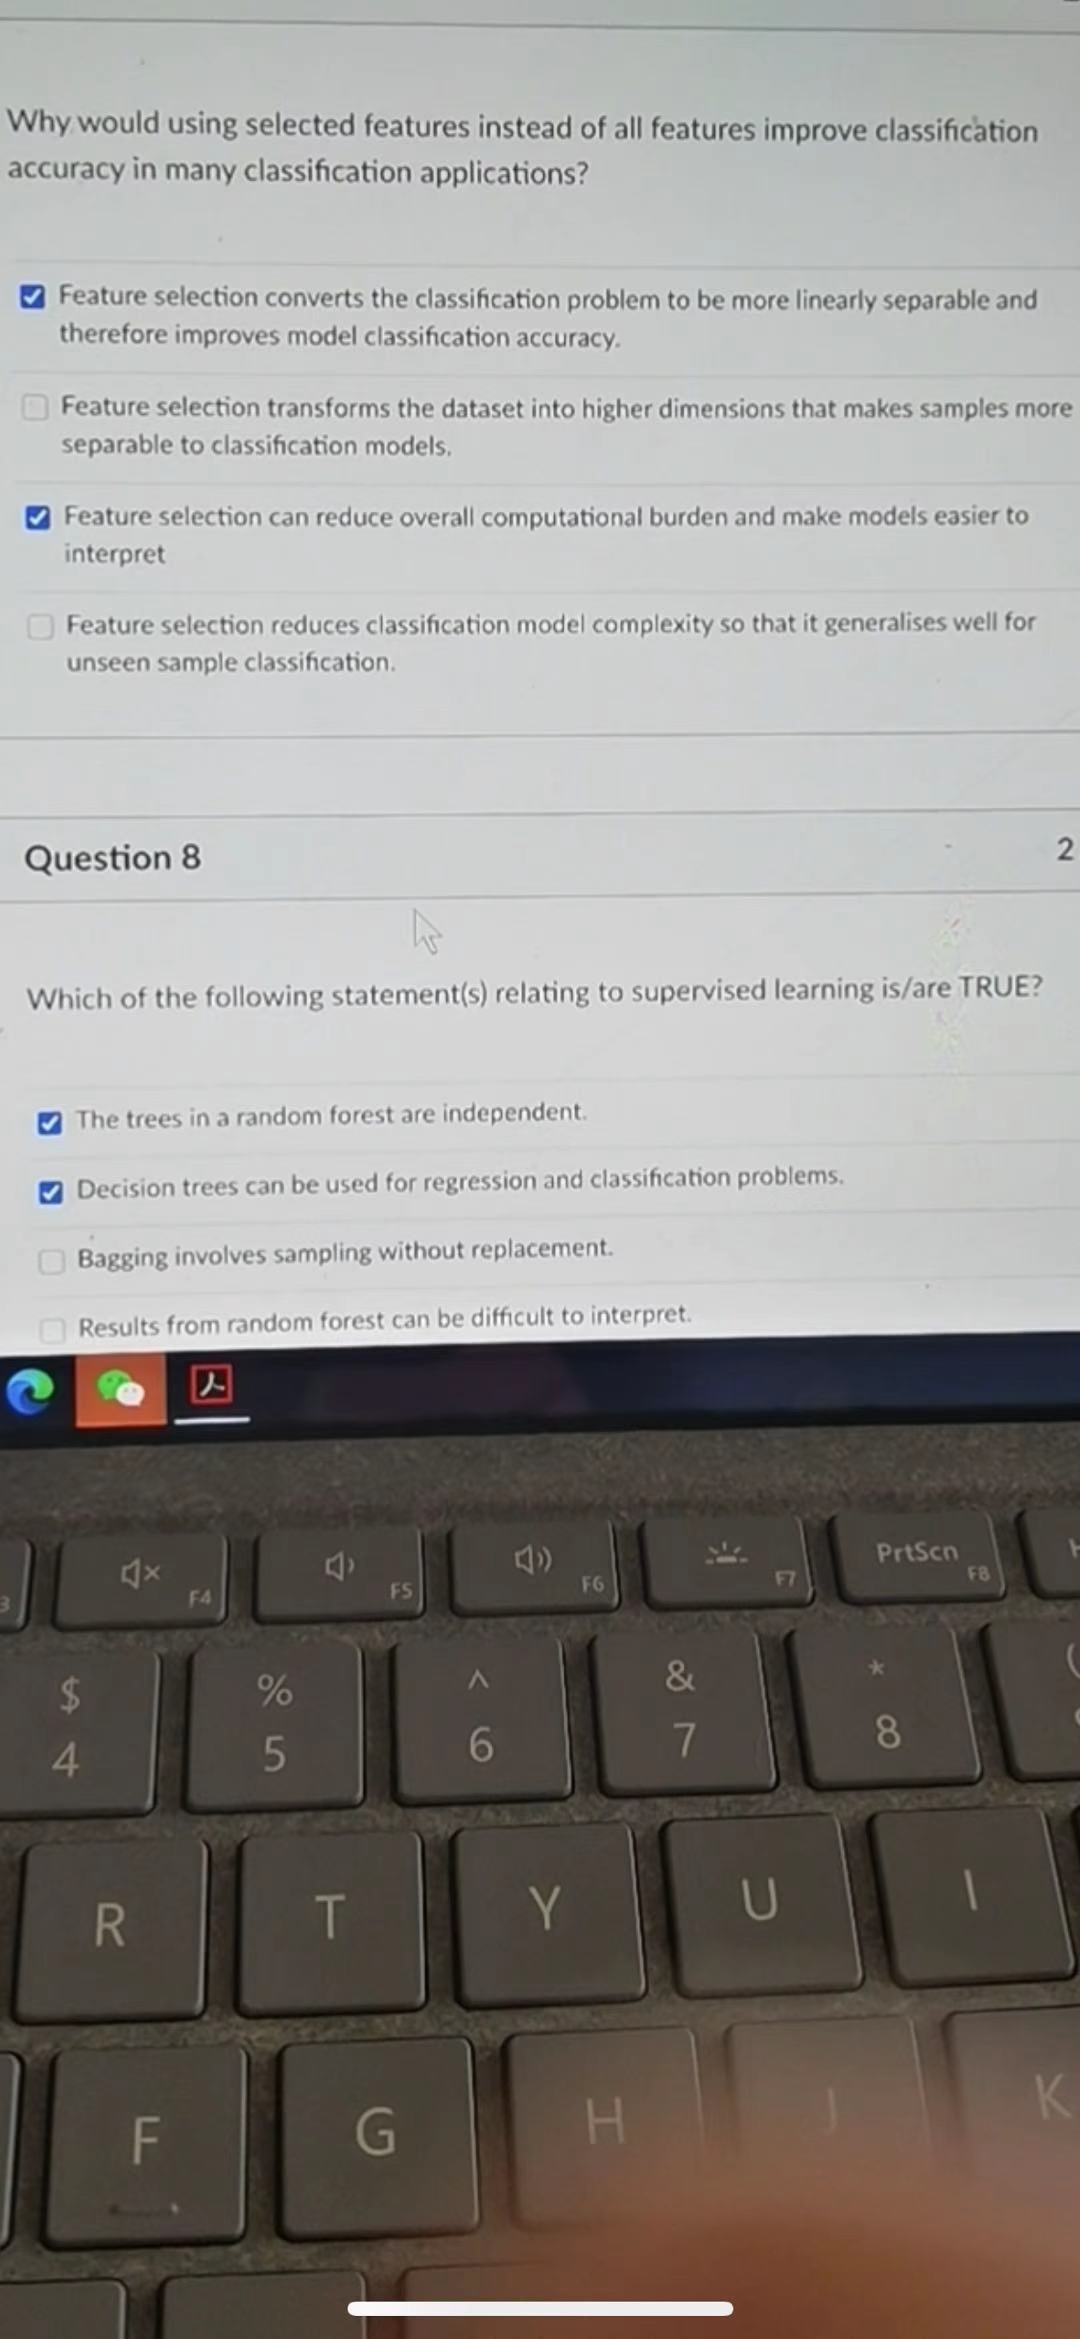 Why would using selected features instead of all features improve classification
accuracy in many classification applications?
Feature selection converts the classification problem to be more linearly separable and
therefore improves model classification accuracy.
Feature selection transforms the dataset into higher dimensions that makes samples more
separable to classification models.
Feature selection can reduce overall computational burden and make models easier to
interpret
Feature selection reduces classification model complexity so that it generalises well for
unseen sample classification.
Question 8
2
Which of the following statement(s) relating to supervised learning is/are TRUE?
The trees in a random forest are independent.
Decision trees can be used for regression and classification problems.
Bagging involves sampling without replacement.
Results from random forest can be difficult to interpret.
F4 F5 F6 F7 PrtScn F8
$ % ^ & *
4 5 6 7 8
R T Y U I
F G H J K